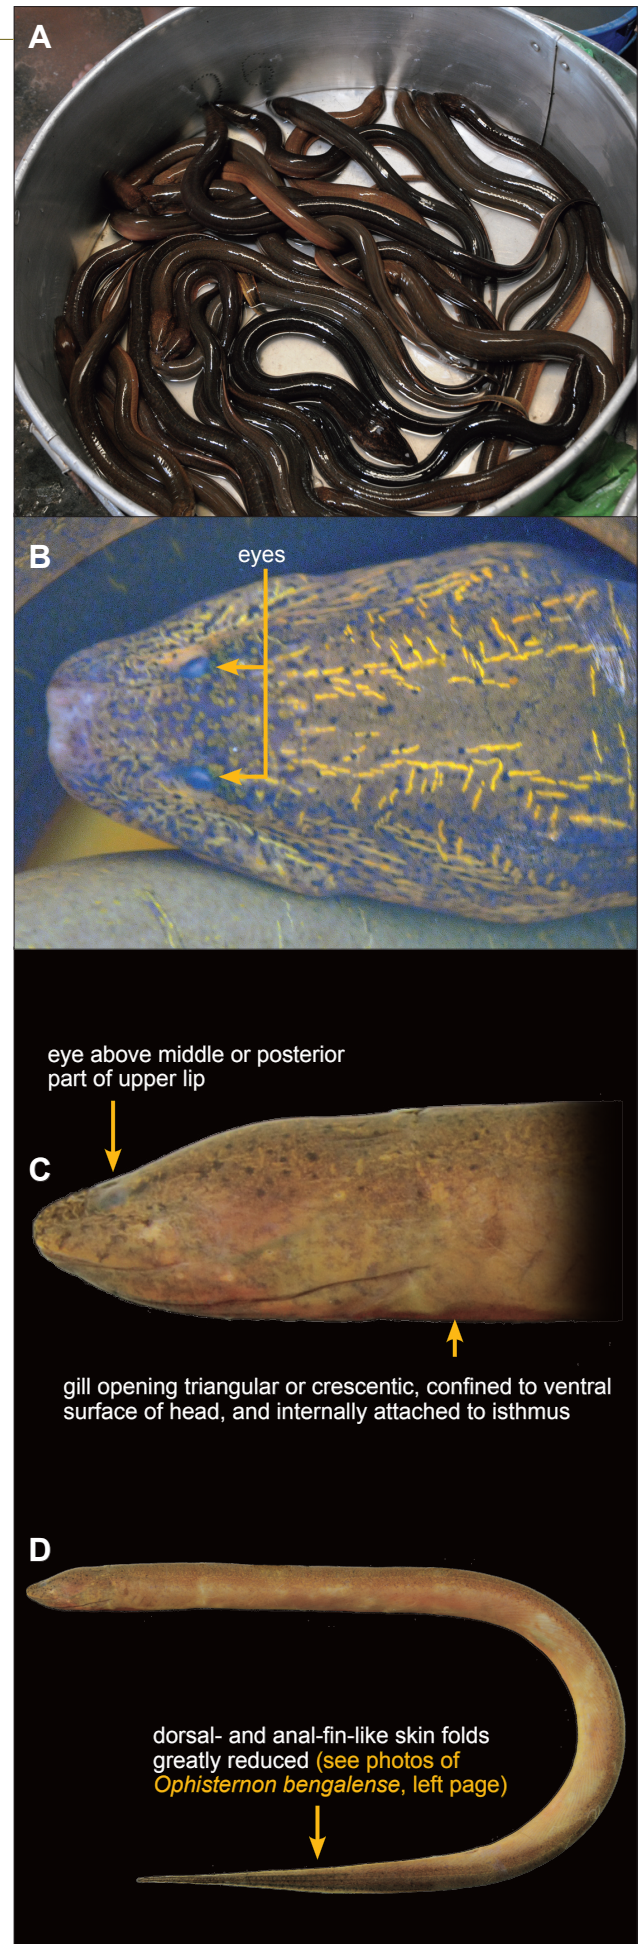 A
B
eyes
eye above middle or posterior
part of upper lip
C
gill opening triangular or crescentic, confined to ventral
surface of head, and internally attached to isthmus
D
dorsal- and anal-fin-like skin folds
greatly reduced (see photos of
Ophisternon bengalense, left page)